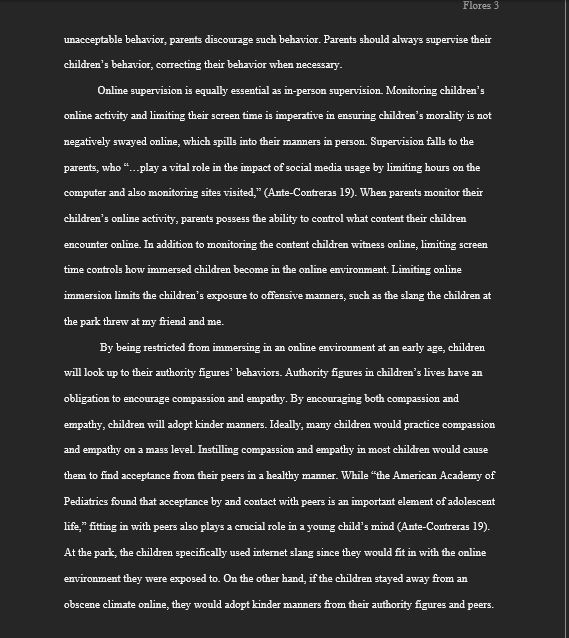 Flores 3
unacceptable behavior, parents discourage such behavior. Parents should always supervise their
children’s behavior, correcting their behavior when necessary.
Online supervision is equally essential as in-person supervision. Monitoring children’s
online activity and limiting their screen time is imperative in ensuring children’s morality is not
negatively swayed online, which spills into their manners in person. Supervision falls to the
parents, who “…play a vital role in the impact of social media usage by limiting hours on the
computer and also monitoring sites visited,” (Ante-Contreras 19). When parents monitor their
children’s online activity, parents possess the ability to control what content their children
encounter online. In addition to monitoring the content children witness online, limiting screen
time controls how immersed children become in the online environment. Limiting online
immersion limits the children’s exposure to offensive manners, such as the slang the children at
the park threw at my friend and me.
By being restricted from immersing in an online environment at an early age, children
will look up to their authority figures’ behaviors. Authority figures in children’s lives have an
obligation to encourage compassion and empathy. By encouraging both compassion and
empathy, children will adopt kinder manners. Ideally, many children would practice compassion
and empathy on a mass level. Instilling compassion and empathy in most children would cause
them to find acceptance from their peers in a healthy manner. While “the American Academy of
Pediatrics found that acceptance by and contact with peers is an important element of adolescent
life,” fitting in with peers also plays a crucial role in a young child’s mind (Ante-Contreras 19).
At the park, the children specifically used internet slang since they would fit in with the online
environment they were exposed to. On the other hand, if the children stayed away from an
obscene climate online, they would adopt kinder manners from their authority figures and peers.